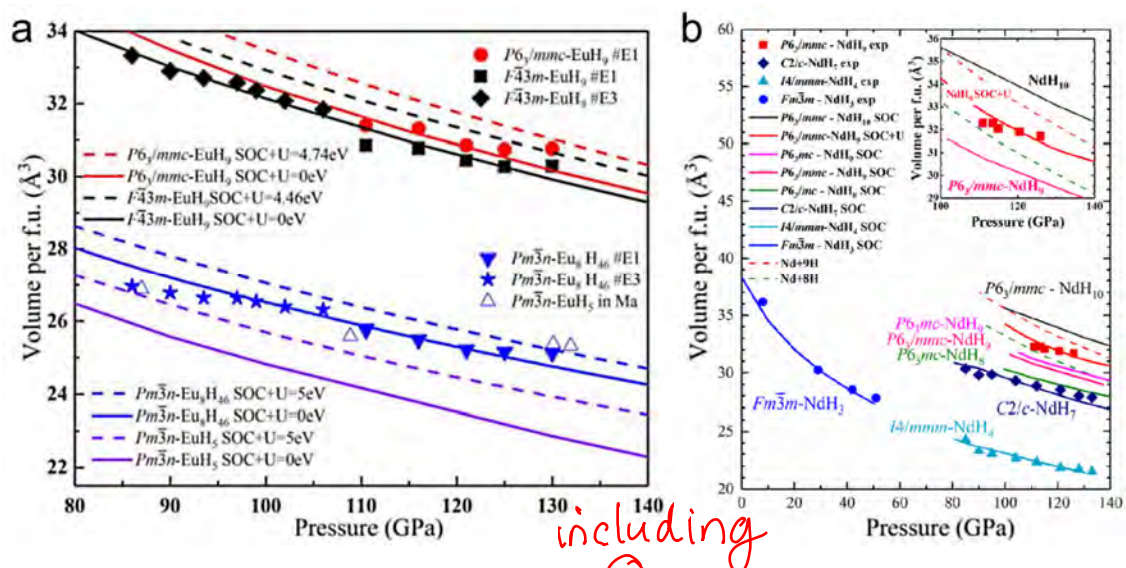 a
34
32
30
28
26
24
22
Volume per f.u. (Å³)
P6₃/mmc-EuH₉ #E1
F4̅3m-EuH₉ #E1
F4̅3m-EuH₉ #E3
P6₃/mmc-EuH₉ SOC+U=4.74eV
P6₃/mmc-EuH₉ SOC+U=0eV
F4̅3m-EuH₉SOC+U=4.46eV
F4̅3m-EuH₉ SOC+U=0eV
Pm3̅n-Eu₈ H₄₆ #E1
Pm3̅n-Eu₈ H₄₆ #E3
Pm3̅n-EuH₅ in Ma
Pm3̅n-Eu₈H₄₆ SOC+U=5eV
Pm3̅n-Eu₈H₄₆ SOC+U=0eV
Pm3̅n-EuH₅ SOC+U=5eV
Pm3̅n-EuH₅ SOC+U=0eV
80 90 100 110 120 130 140
Pressure (GPa)
including
b
60
55
50
45
40
35
30
25
20
Volume per f.u. (Å³)
P6₃/mmc - NdH₉ exp
C2/c-NdH₇ exp
I4/mmm-NdH₄ exp
Fm3̅m - NdH₃ exp
P6₃/mmc - NdH₁₀ SOC
P6₃/mmc-NdH₉ SOC+U
P6₃mc - NdH₉ SOC
P6₃/mmc - NdH₉ SOC
P6₃/mc - NdH₈ SOC
C2/c-NdH₇ SOC
I4/mmm-NdH₄ SOC
Fm3̅m - NdH₃ SOC
Nd+9H
Nd+8H
36
35
34
33
32
31
30
29
Volume per f.u. (Å³)
NdH₁₀
NdH₉ SOC+U
P6₃/mmc-NdH₉
100 120 140
Pressure (GPa)
P6₃/mmc - NdH₁₀
P6₃mc-NdH₉
P6₃/mmc-NdH₉
P6₃mc-NdH₈
C2/c-NdH₇
Fm3̅m-NdH₃
I4/mmm-NdH₄
0 20 40 60 80 100 120 140
Pressure (GPa)